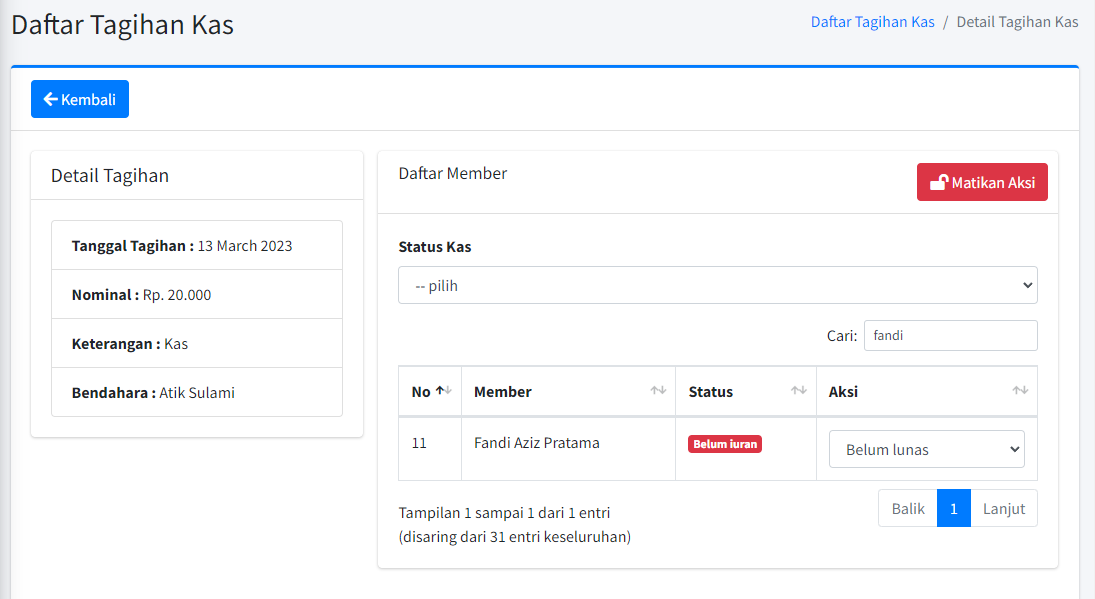 Daftar Tagihan Kas
Daftar Tagihan Kas / Detail Tagihan Kas
Kembali
Detail Tagihan
Tanggal Tagihan : 13 March 2023
Nominal : Rp. 20.000
Keterangan : Kas
Bendahara : Atik Sulami
Daftar Member
Matikan Aksi
Status Kas
-- pilih
Cari: fandi
No Member Status Aksi
11 Fandi Aziz Pratama Belum iuran Belum lunas
Tampilan 1 sampai 1 dari 1 entri
(disaring dari 31 entri keseluruhan)
Balik 1 Lanjut